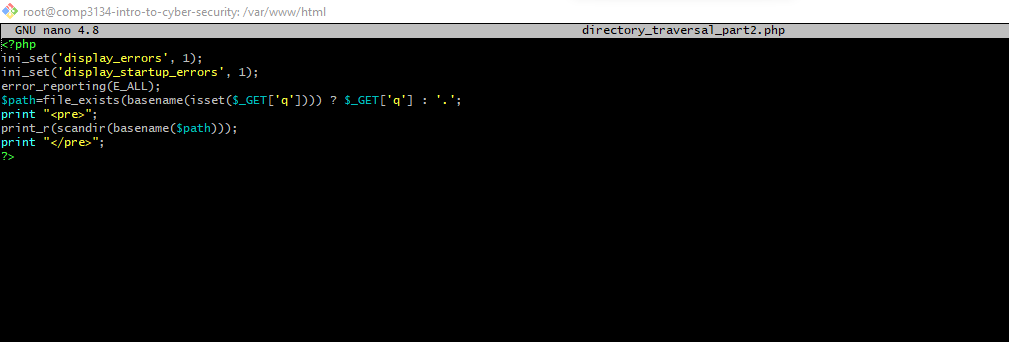 root@comp3134-intro-to-cyber-security: /var/www/html
GNU nano 4.8 directory_traversal_part2.php
<?php
ini_set('display_errors', 1);
ini_set('display_startup_errors', 1);
error_reporting(E_ALL);
$path=file_exists(basename(isset($_GET['q']))) ? $_GET['q'] : '.';
print "<pre>";
print_r(scandir(basename($path)));
print "</pre>";
?>